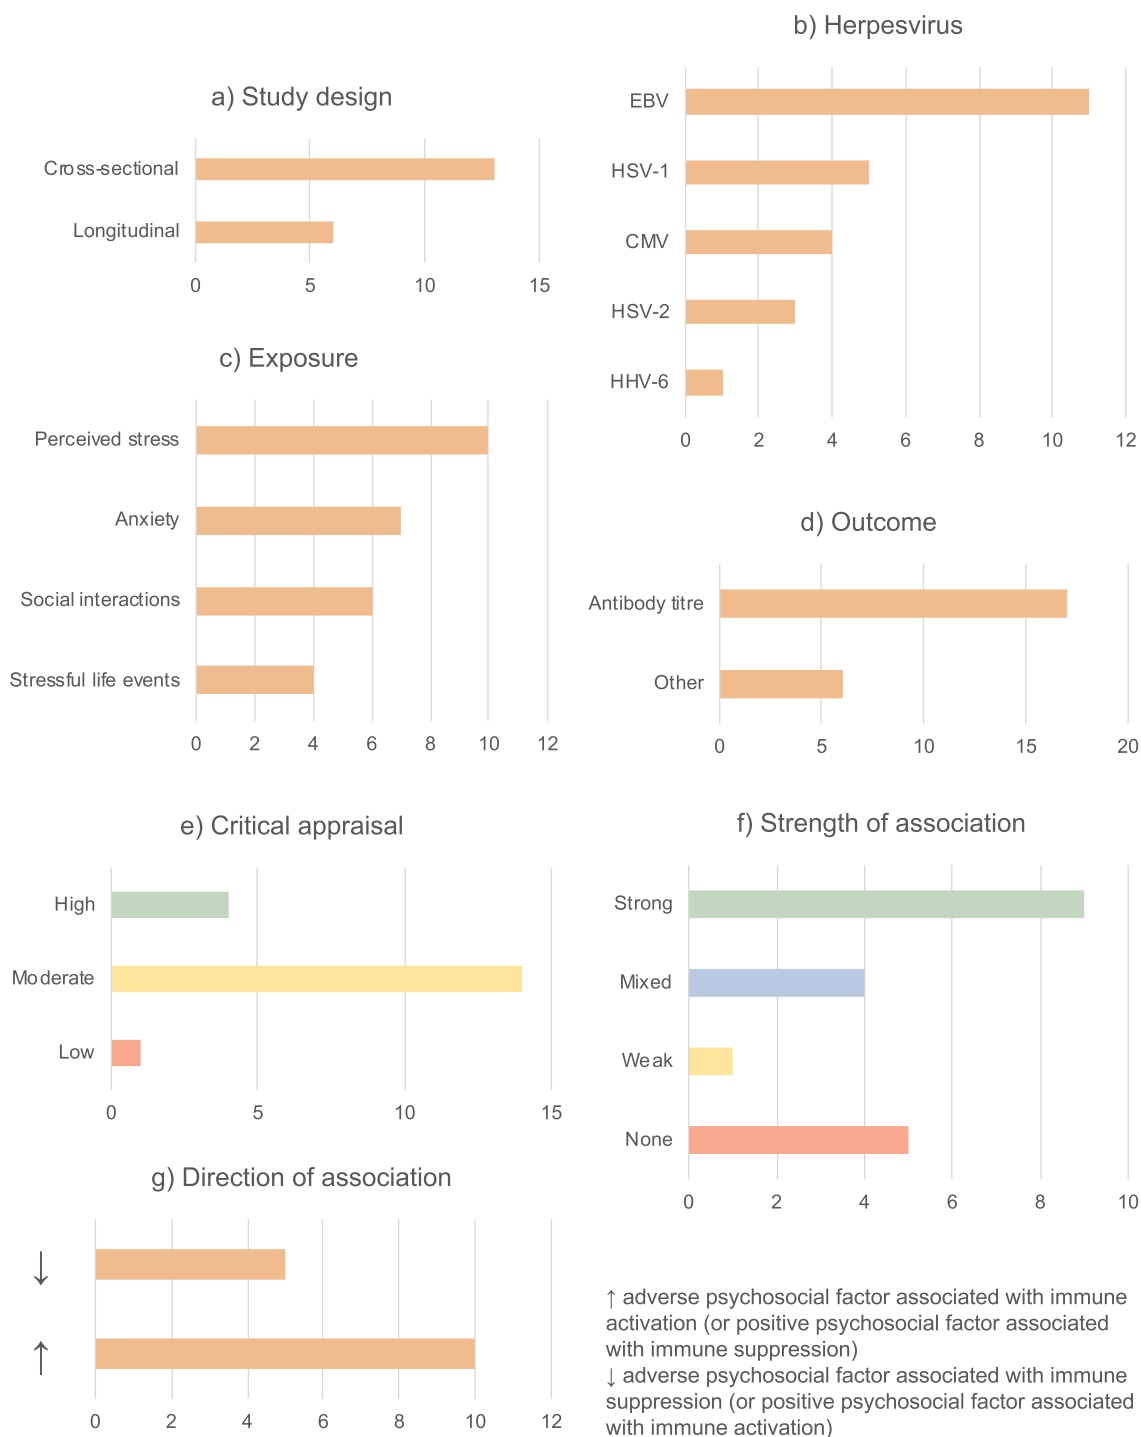 a) Study design
Cross-sectional
Longitudinal
0 5 10 15
b) Herpesvirus
EBV
HSV-1
CMV
HSV-2
HHV-6
0 2 4 6 8 10 12
c) Exposure
Perceived stress
Anxiety
Social interactions
Stressful life events
0 2 4 6 8 10 12
d) Outcome
Antibody titre
Other
0 5 10 15 20
e) Critical appraisal
High
Moderate
Low
0 5 10 15
f) Strength of association
Strong
Mixed
Weak
None
0 2 4 6 8 10
g) Direction of association
↓
↑
0 2 4 6 8 10 12
↑ adverse psychosocial factor associated with immune
activation (or positive psychosocial factor associated
with immune suppression)
↓ adverse psychosocial factor associated with immune
suppression (or positive psychosocial factor associated
with immune activation)